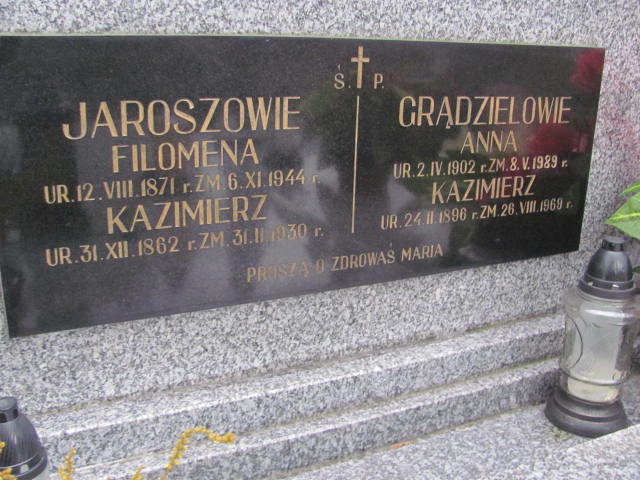 Ś. P.
JAROSZOWIE
FILOMENA
UR. 12. VIII. 1871 r. ZM. 6. XI. 1944 r.
KAZIMIERZ
UR. 31. XII. 1862 r. ZM. 31. II. 1930 r.
GRĄDZIELOWIE
ANNA
UR. 2. IV. 1902 r. ZM. 8. V. 1989 r.
KAZIMIERZ
UR. 24. II. 1896 r. ZM. 26. VIII. 1969 r.
PROSZĄ O ZDROWAŚ MARIA